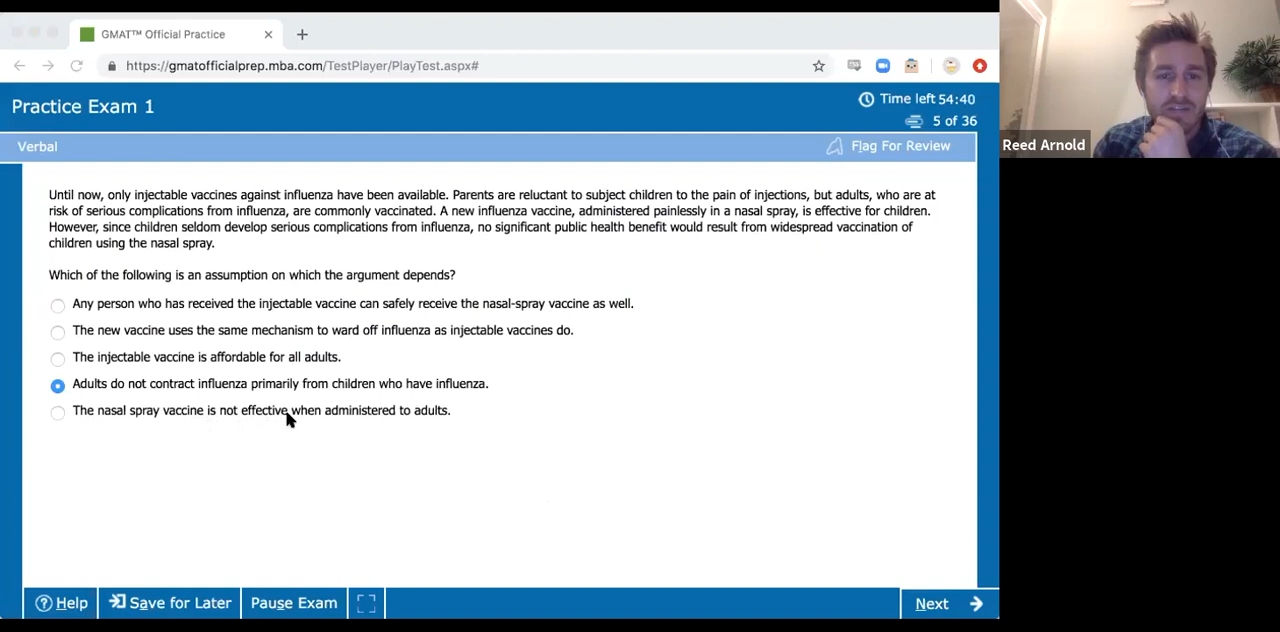 GMAT™ Official Practice
https://gmatofficialprep.mba.com/TestPlayer/PlayTest.aspx#
Practice Exam 1
Time left 54:40
5 of 36
Verbal
Flag For Review
Reed Arnold
Until now, only injectable vaccines against influenza have been available. Parents are reluctant to subject children to the pain of injections, but adults, who are at
risk of serious complications from influenza, are commonly vaccinated. A new influenza vaccine, administered painlessly in a nasal spray, is effective for children.
However, since children seldom develop serious complications from influenza, no significant public health benefit would result from widespread vaccination of
children using the nasal spray.
Which of the following is an assumption on which the argument depends?
Any person who has received the injectable vaccine can safely receive the nasal-spray vaccine as well.
The new vaccine uses the same mechanism to ward off influenza as injectable vaccines do.
The injectable vaccine is affordable for all adults.
Adults do not contract influenza primarily from children who have influenza.
The nasal spray vaccine is not effective when administered to adults.
Help
Save for Later
Pause Exam
Next